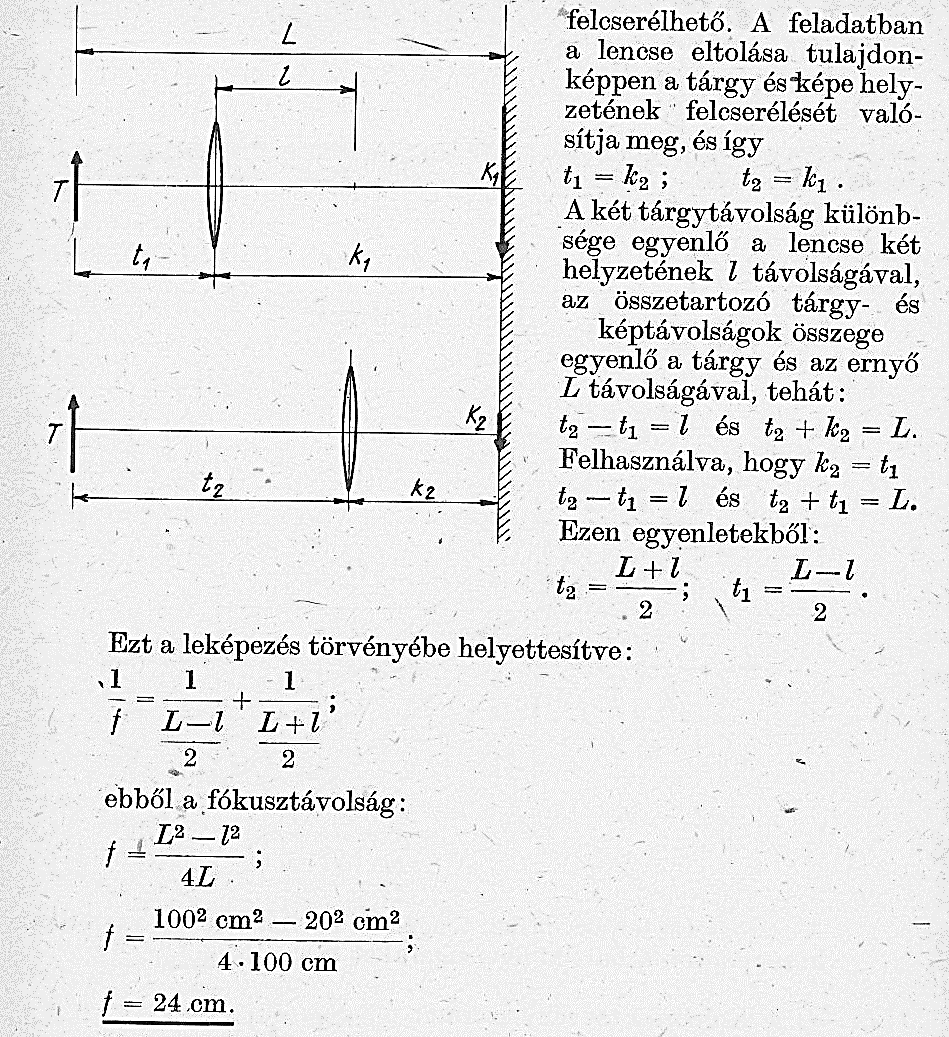 L
l
T
K₁
t₁
k₁
T
K₂
t₂
k₂
felcserélhető. A feladatban
a lencse eltolása tulajdon-
képpen a tárgy és képe hely-
zetének felcserélését való-
sítja meg, és így
t₁ = k₂ ; t₂ = k₁ .
A két tárgytávolság különb-
sége egyenlő a lencse két
helyzetének l távolságával,
az összetartozó tárgy- és
képtávolságok összege
egyenlő a tárgy és az ernyő
L távolságával, tehát:
t₂ — t₁ = l és t₂ + k₂ = L.
Felhasználva, hogy k₂ = t₁
t₂ — t₁ = l és t₂ + t₁ = L.
Ezen egyenletekből:
t₂ = (L + l)/2 ; t₁ = (L — l)/2 .
Ezt a leképezés törvényébe helyettesítve:
1/f = 1/((L — l)/2) + 1/((L + l)/2) ;
ebből a fókusztávolság:
f = (L² — l²)/4L ;
f = (100² cm² — 20² cm²)/(4 · 100 cm) ;
f = 24 cm.